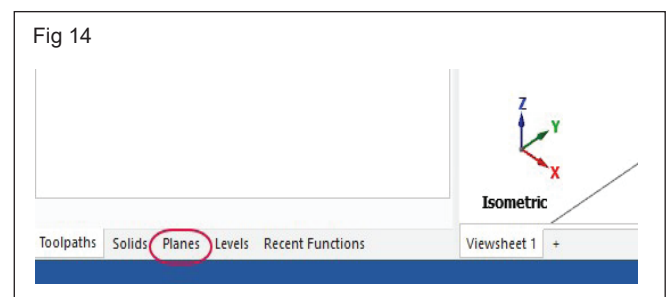 Fig 14
Z
Y
X
Isometric
Toolpaths Solids Planes Levels Recent Functions Viewsheet 1 +